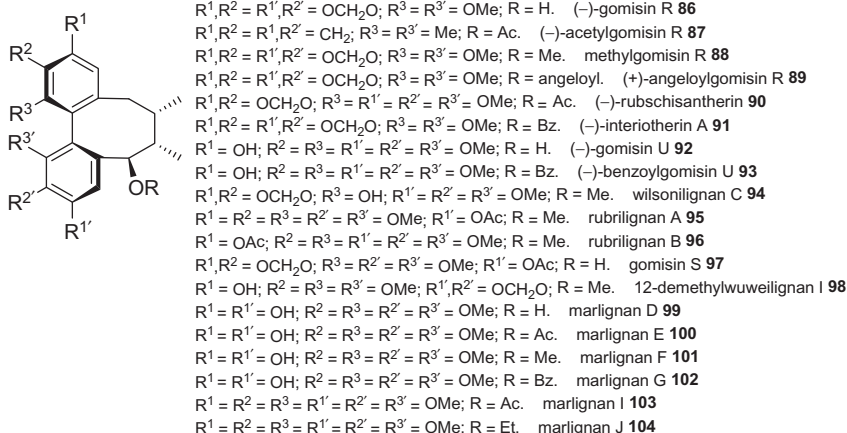 R¹
R²
R³
R³′
R²′
R¹′
OR
R¹,R² = R¹′,R²′ = OCH₂O; R³ = R³′ = OMe; R = H. (–)-gomisin R 86
R¹,R² = R¹,R²′ = CH₂; R³ = R³′ = Me; R = Ac. (–)-acetylgomisin R 87
R¹,R² = R¹′,R²′ = OCH₂O; R³ = R³′ = OMe; R = Me. methylgomisin R 88
R¹,R² = R¹′,R²′ = OCH₂O; R³ = R³′ = OMe; R = angeloyl. (+)-angeloylgomisin R 89
R¹,R² = OCH₂O; R³ = R¹′ = R²′ = R³′ = OMe; R = Ac. (–)-rubschisantherin 90
R¹,R² = R¹′,R²′ = OCH₂O; R³ = R³′ = OMe; R = Bz. (–)-interiotherin A 91
R¹ = OH; R² = R³ = R¹′ = R²′ = R³′ = OMe; R = H. (–)-gomisin U 92
R¹ = OH; R² = R³ = R¹′ = R²′ = R³′ = OMe; R = Bz. (–)-benzoylgomisin U 93
R¹,R² = OCH₂O; R³ = OH; R¹′ = R²′ = R³′ = OMe; R = Me. wilsonilignan C 94
R¹ = R² = R³ = R²′ = R³′ = OMe; R¹′ = OAc; R = Me. rubrilignan A 95
R¹ = OAc; R² = R³ = R¹′ = R²′ = R³′ = OMe; R = Me. rubrilignan B 96
R¹,R² = OCH₂O; R³ = R²′ = R³′ = OMe; R¹′ = OAc; R = H. gomisin S 97
R¹ = OH; R² = R³ = R³′ = OMe; R¹′,R²′ = OCH₂O; R = Me. 12-demethylwuweilignan I 98
R¹ = R¹′ = OH; R² = R³ = R²′ = R³′ = OMe; R = H. marlignan D 99
R¹ = R¹′ = OH; R² = R³ = R²′ = R³′ = OMe; R = Ac. marlignan E 100
R¹ = R¹′ = OH; R² = R³ = R²′ = R³′ = OMe; R = Me. marlignan F 101
R¹ = R¹′ = OH; R² = R³ = R²′ = R³′ = OMe; R = Bz. marlignan G 102
R¹ = R² = R³ = R¹′ = R²′ = R³′ = OMe; R = Ac. marlignan I 103
R¹ = R² = R³ = R¹′ = R²′ = R³′ = OMe; R = Et. marlignan J 104